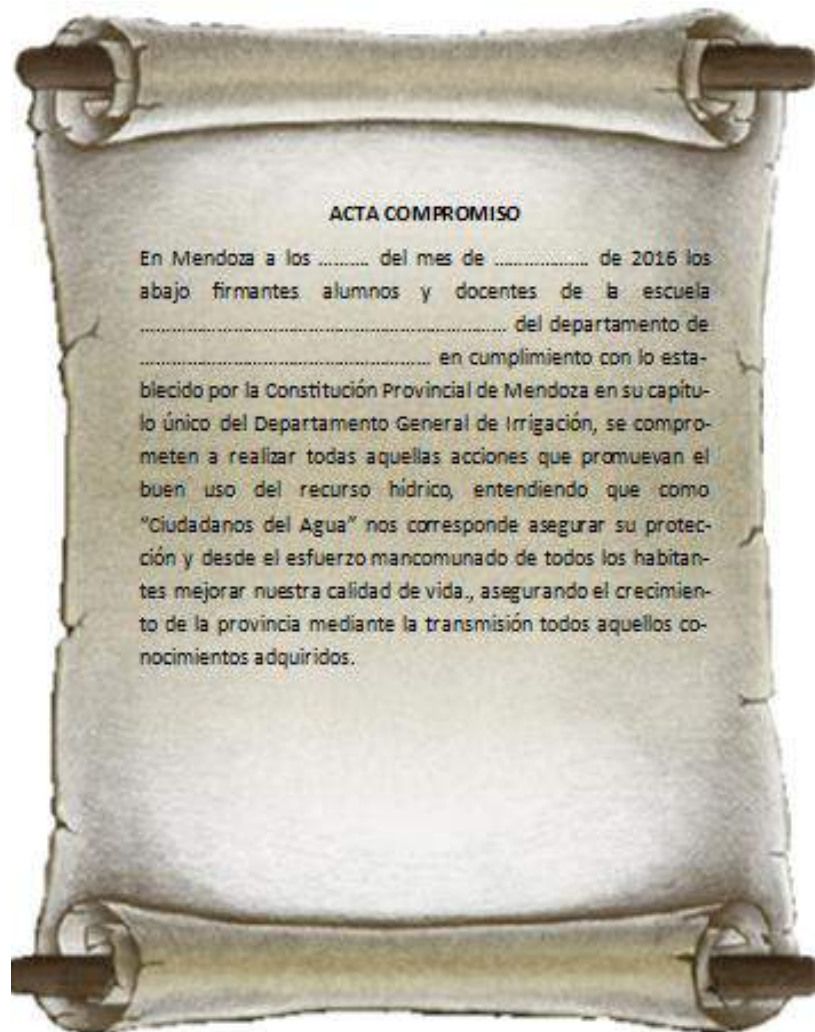 ACTA COMPROMISO
En Mendoza a los ......... del mes de .................. de 2016 los
abajo firmantes alumnos y docentes de la escuela
....................................................................... del departamento de
........................................................ en cumplimiento con lo esta-
blecido por la Constitución Provincial de Mendoza en su capítu-
lo único del Departamento General de Irrigación, se compro-
meten a realizar todas aquellas acciones que promuevan el
buen uso del recurso hídrico, entendiendo que como
"Ciudadanos del Agua" nos corresponde asegurar su protec-
ción y desde el esfuerzo mancomunado de todos los habitan-
tes mejorar nuestra calidad de vida., asegurando el crecimien-
to de la provincia mediante la transmisión todos aquellos co-
nocimientos adquiridos.